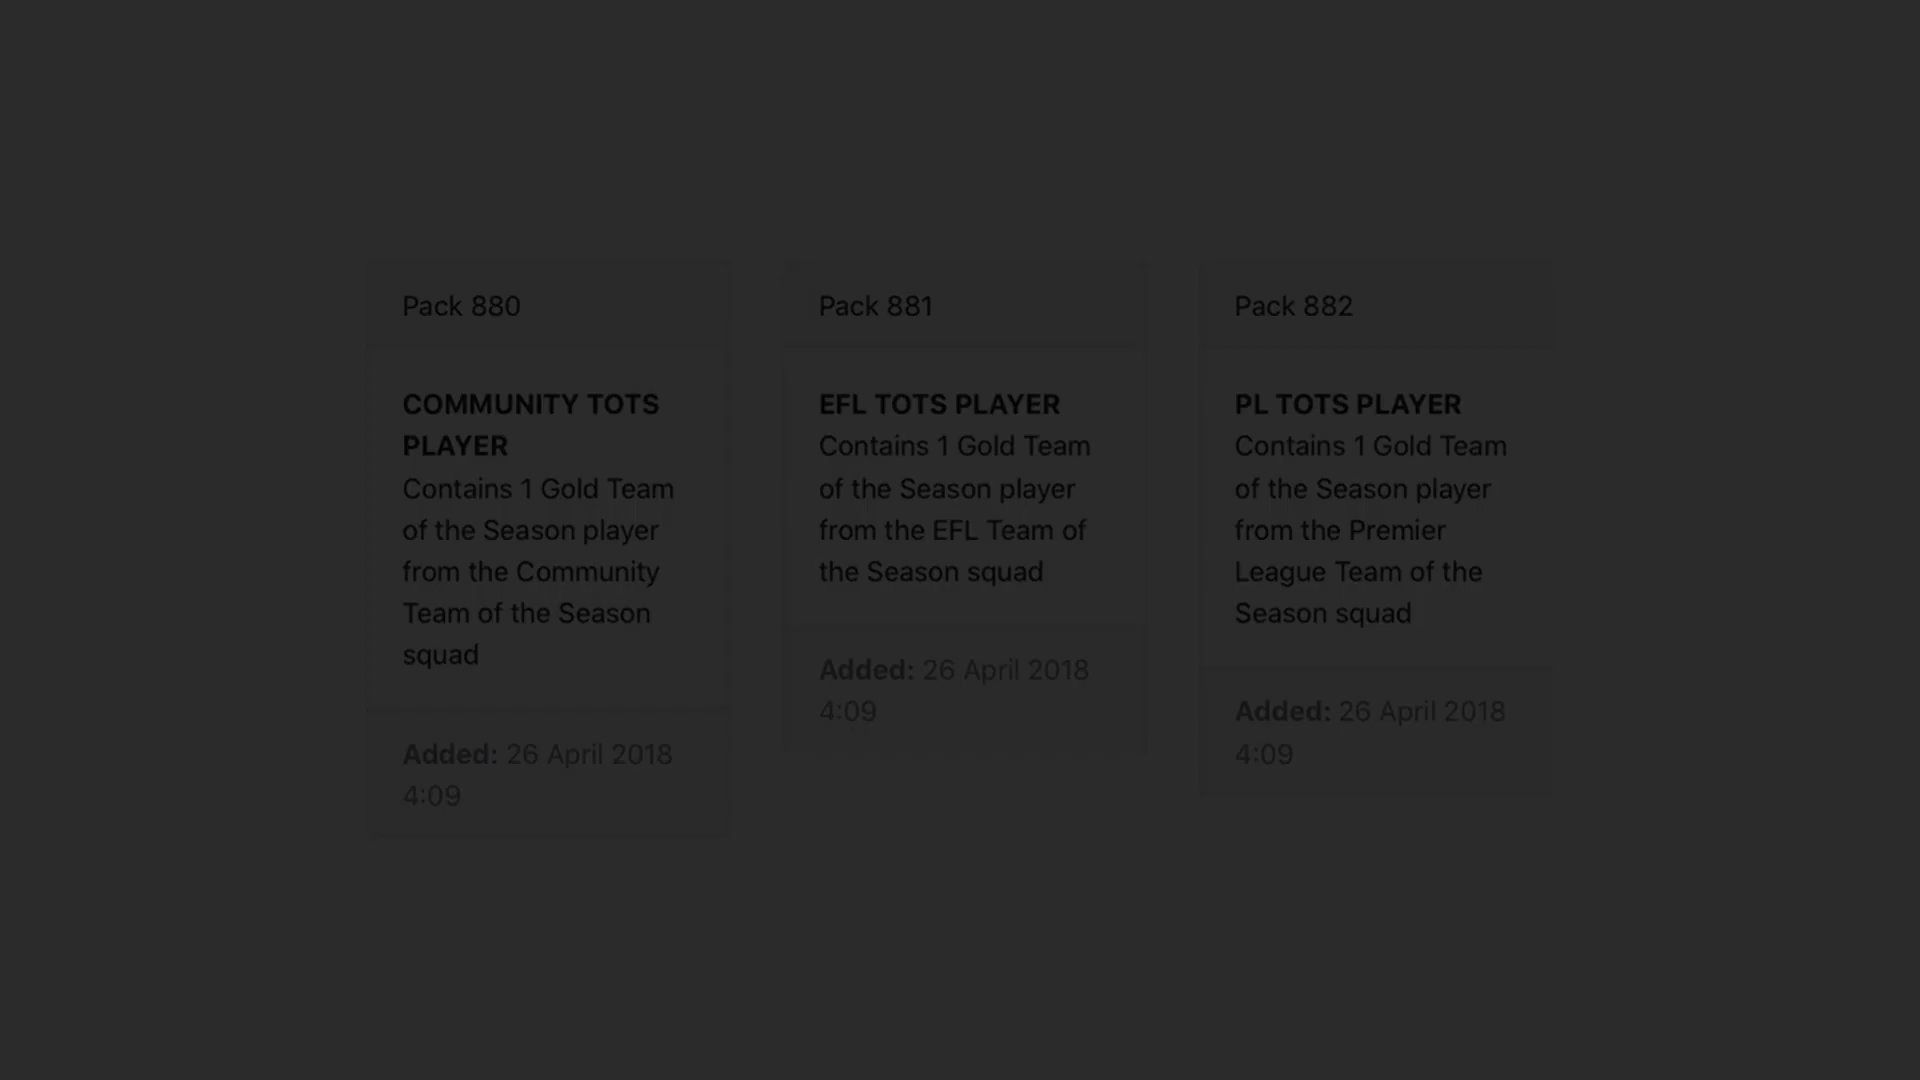 Pack 880
COMMUNITY TOTS
PLAYER
Contains 1 Gold Team
of the Season player
from the Community
Team of the Season
squad
Added: 26 April 2018
4:09
Pack 881
EFL TOTS PLAYER
Contains 1 Gold Team
of the Season player
from the EFL Team of
the Season squad
Added: 26 April 2018
4:09
Pack 882
PL TOTS PLAYER
Contains 1 Gold Team
of the Season player
from the Premier
League Team of the
Season squad
Added: 26 April 2018
4:09